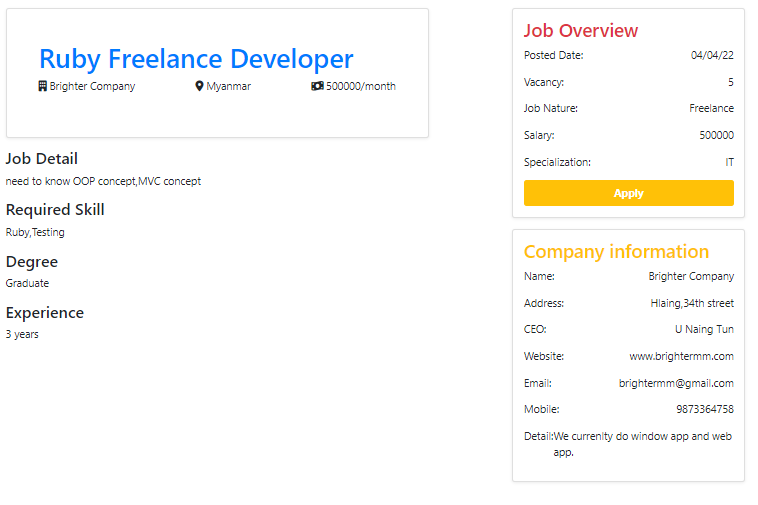 Ruby Freelance Developer
Brighter Company Myanmar 500000/month
Job Detail
need to know OOP concept,MVC concept
Required Skill
Ruby,Testing
Degree
Graduate
Experience
3 years
Job Overview
Posted Date: 04/04/22
Vacancy: 5
Job Nature: Freelance
Salary: 500000
Specialization: IT
Apply
Company information
Name: Brighter Company
Address: Hlaing,34th street
CEO: U Naing Tun
Website: www.brightermm.com
Email: brightermm@gmail.com
Mobile: 9873364758
Detail:We currenlty do window app and web
app.